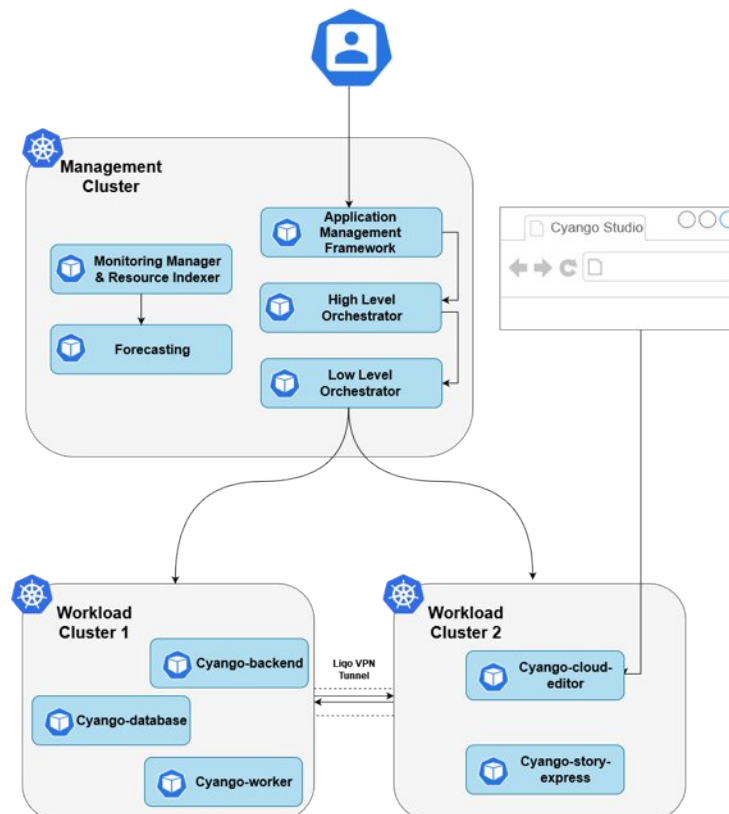 Management
Cluster
Application
Management
Framework
Monitoring Manager
& Resource Indexer
High Level
Orchestrator
Forecasting
Low Level
Orchestrator
Cyango Studio
Workload
Cluster 1
Cyango-backend
Cyango-database
Cyango-worker
Liqo VPN
Tunnel
Workload
Cluster 2
Cyango-cloud-
editor
Cyango-story-
express